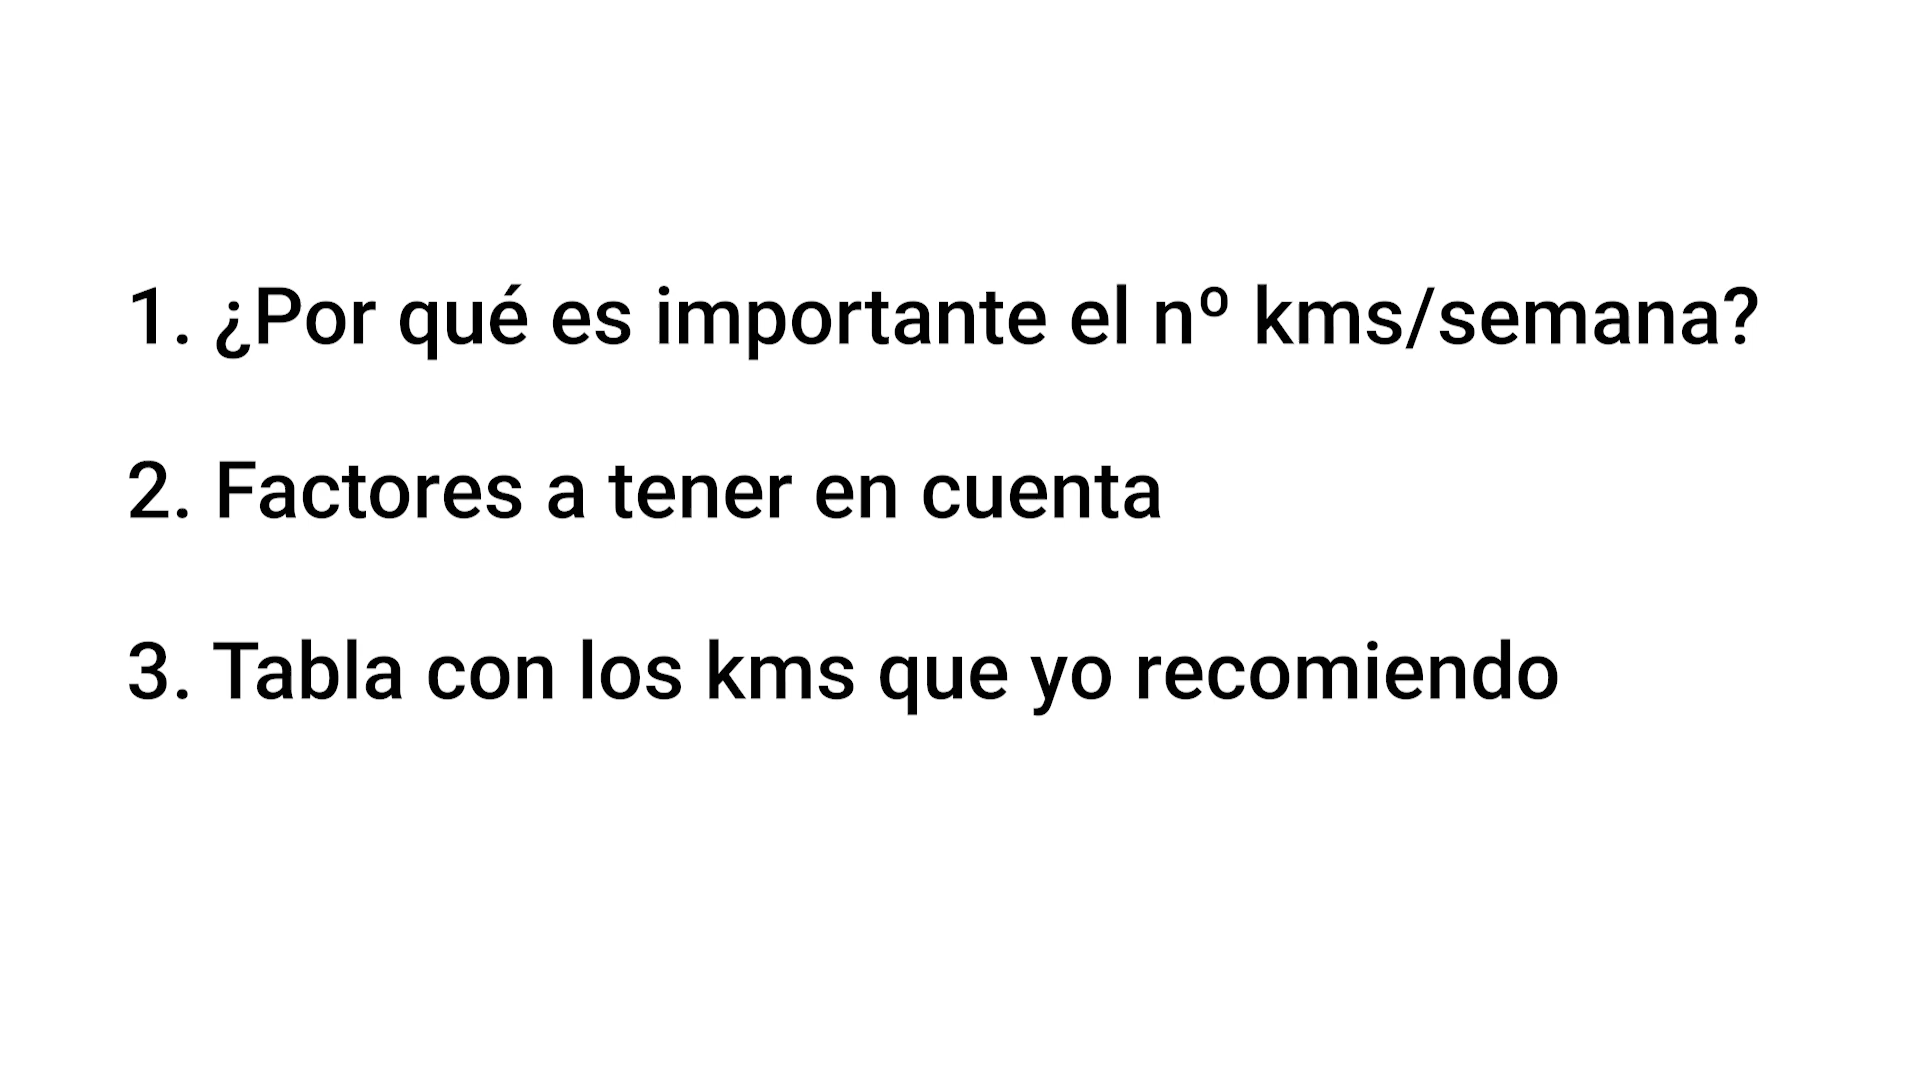 1. ¿Por qué es importante el nº kms/semana?
2. Factores a tener en cuenta
3. Tabla con los kms que yo recomiendo